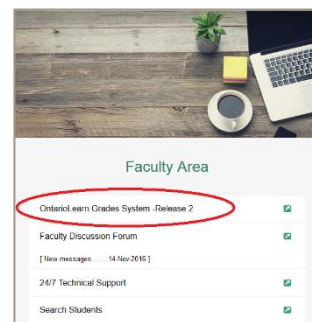 Faculty Area
OntarioLearn Grades System -Release 2
Faculty Discussion Forum
[ New messages ...... 14-Nov-2016 ]
24/7 Technical Support
Search Students